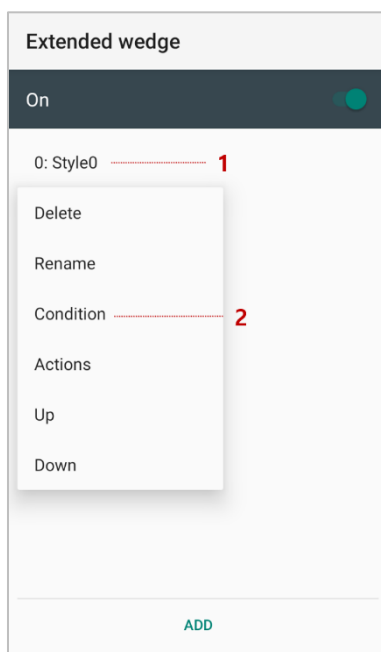 Extended wedge
On
0: Style0 1
Delete
Rename
Condition 2
Actions
Up
Down
ADD